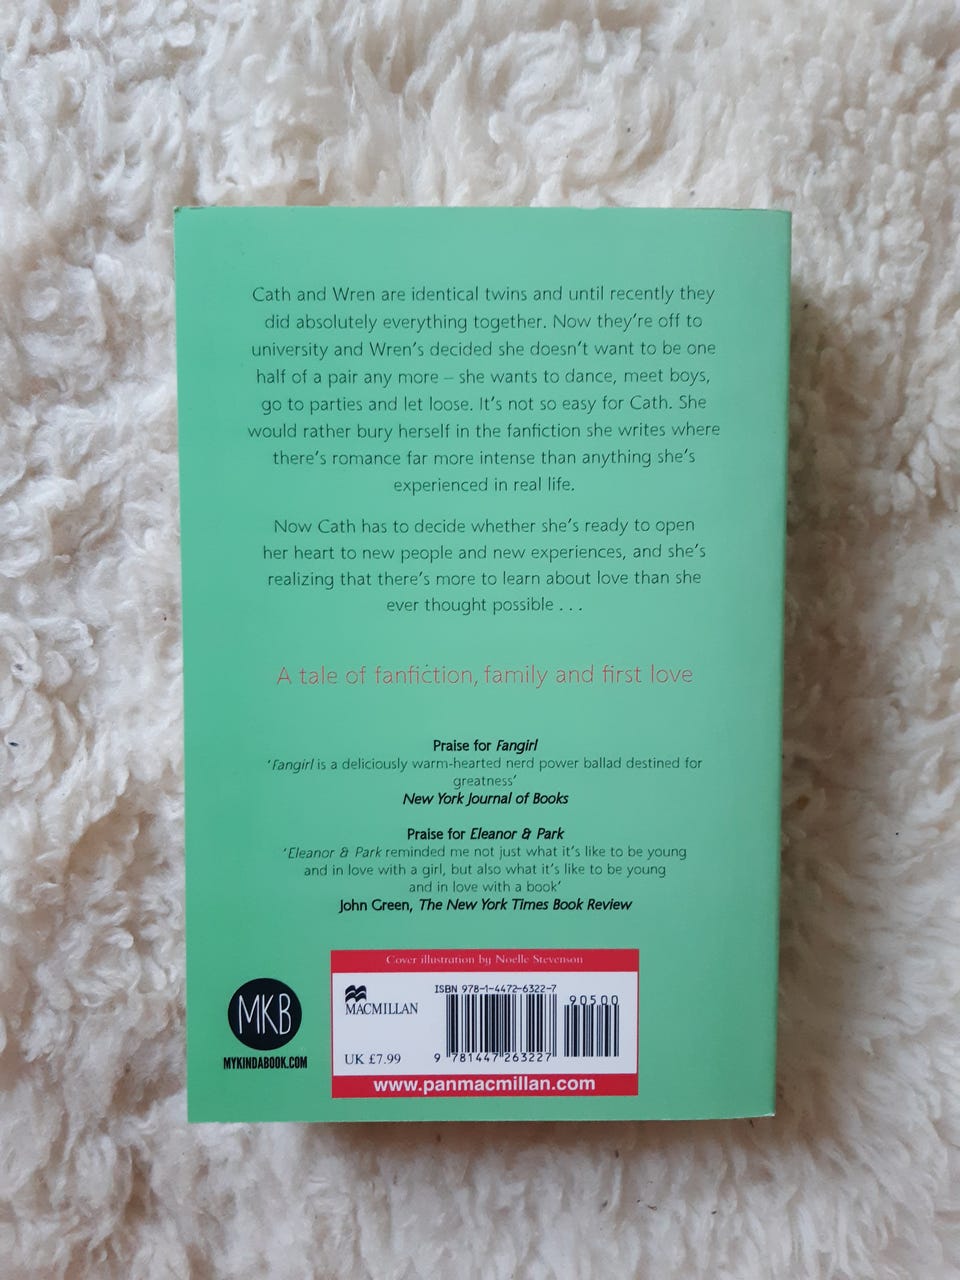 Cath and Wren are identical twins and until recently they
did absolutely everything together. Now they're off to
university and Wren's decided she doesn't want to be one
half of a pair any more – she wants to dance, meet boys,
go to parties and let loose. It's not so easy for Cath. She
would rather bury herself in the fanfiction she writes where
there's romance far more intense than anything she's
experienced in real life.
Now Cath has to decide whether she's ready to open
her heart to new people and new experiences, and she's
realizing that there's more to learn about love than she
ever thought possible . . .
A tale of fanfiction, family and first love
Praise for Fangirl
'Fangirl is a deliciously warm-hearted nerd power ballad destined for
greatness'
New York Journal of Books
Praise for Eleanor & Park
'Eleanor & Park reminded me not just what it's like to be young
and in love with a girl, but also what it's like to be young
and in love with a book'
John Green, The New York Times Book Review
Cover illustration by Noelle Stevenson
MKB
MYKINDABOOK.COM
MACMILLAN
UK £7.99
ISBN 978-1-4472-6322-7
90500
9 781447 263227
www.panmacmillan.com